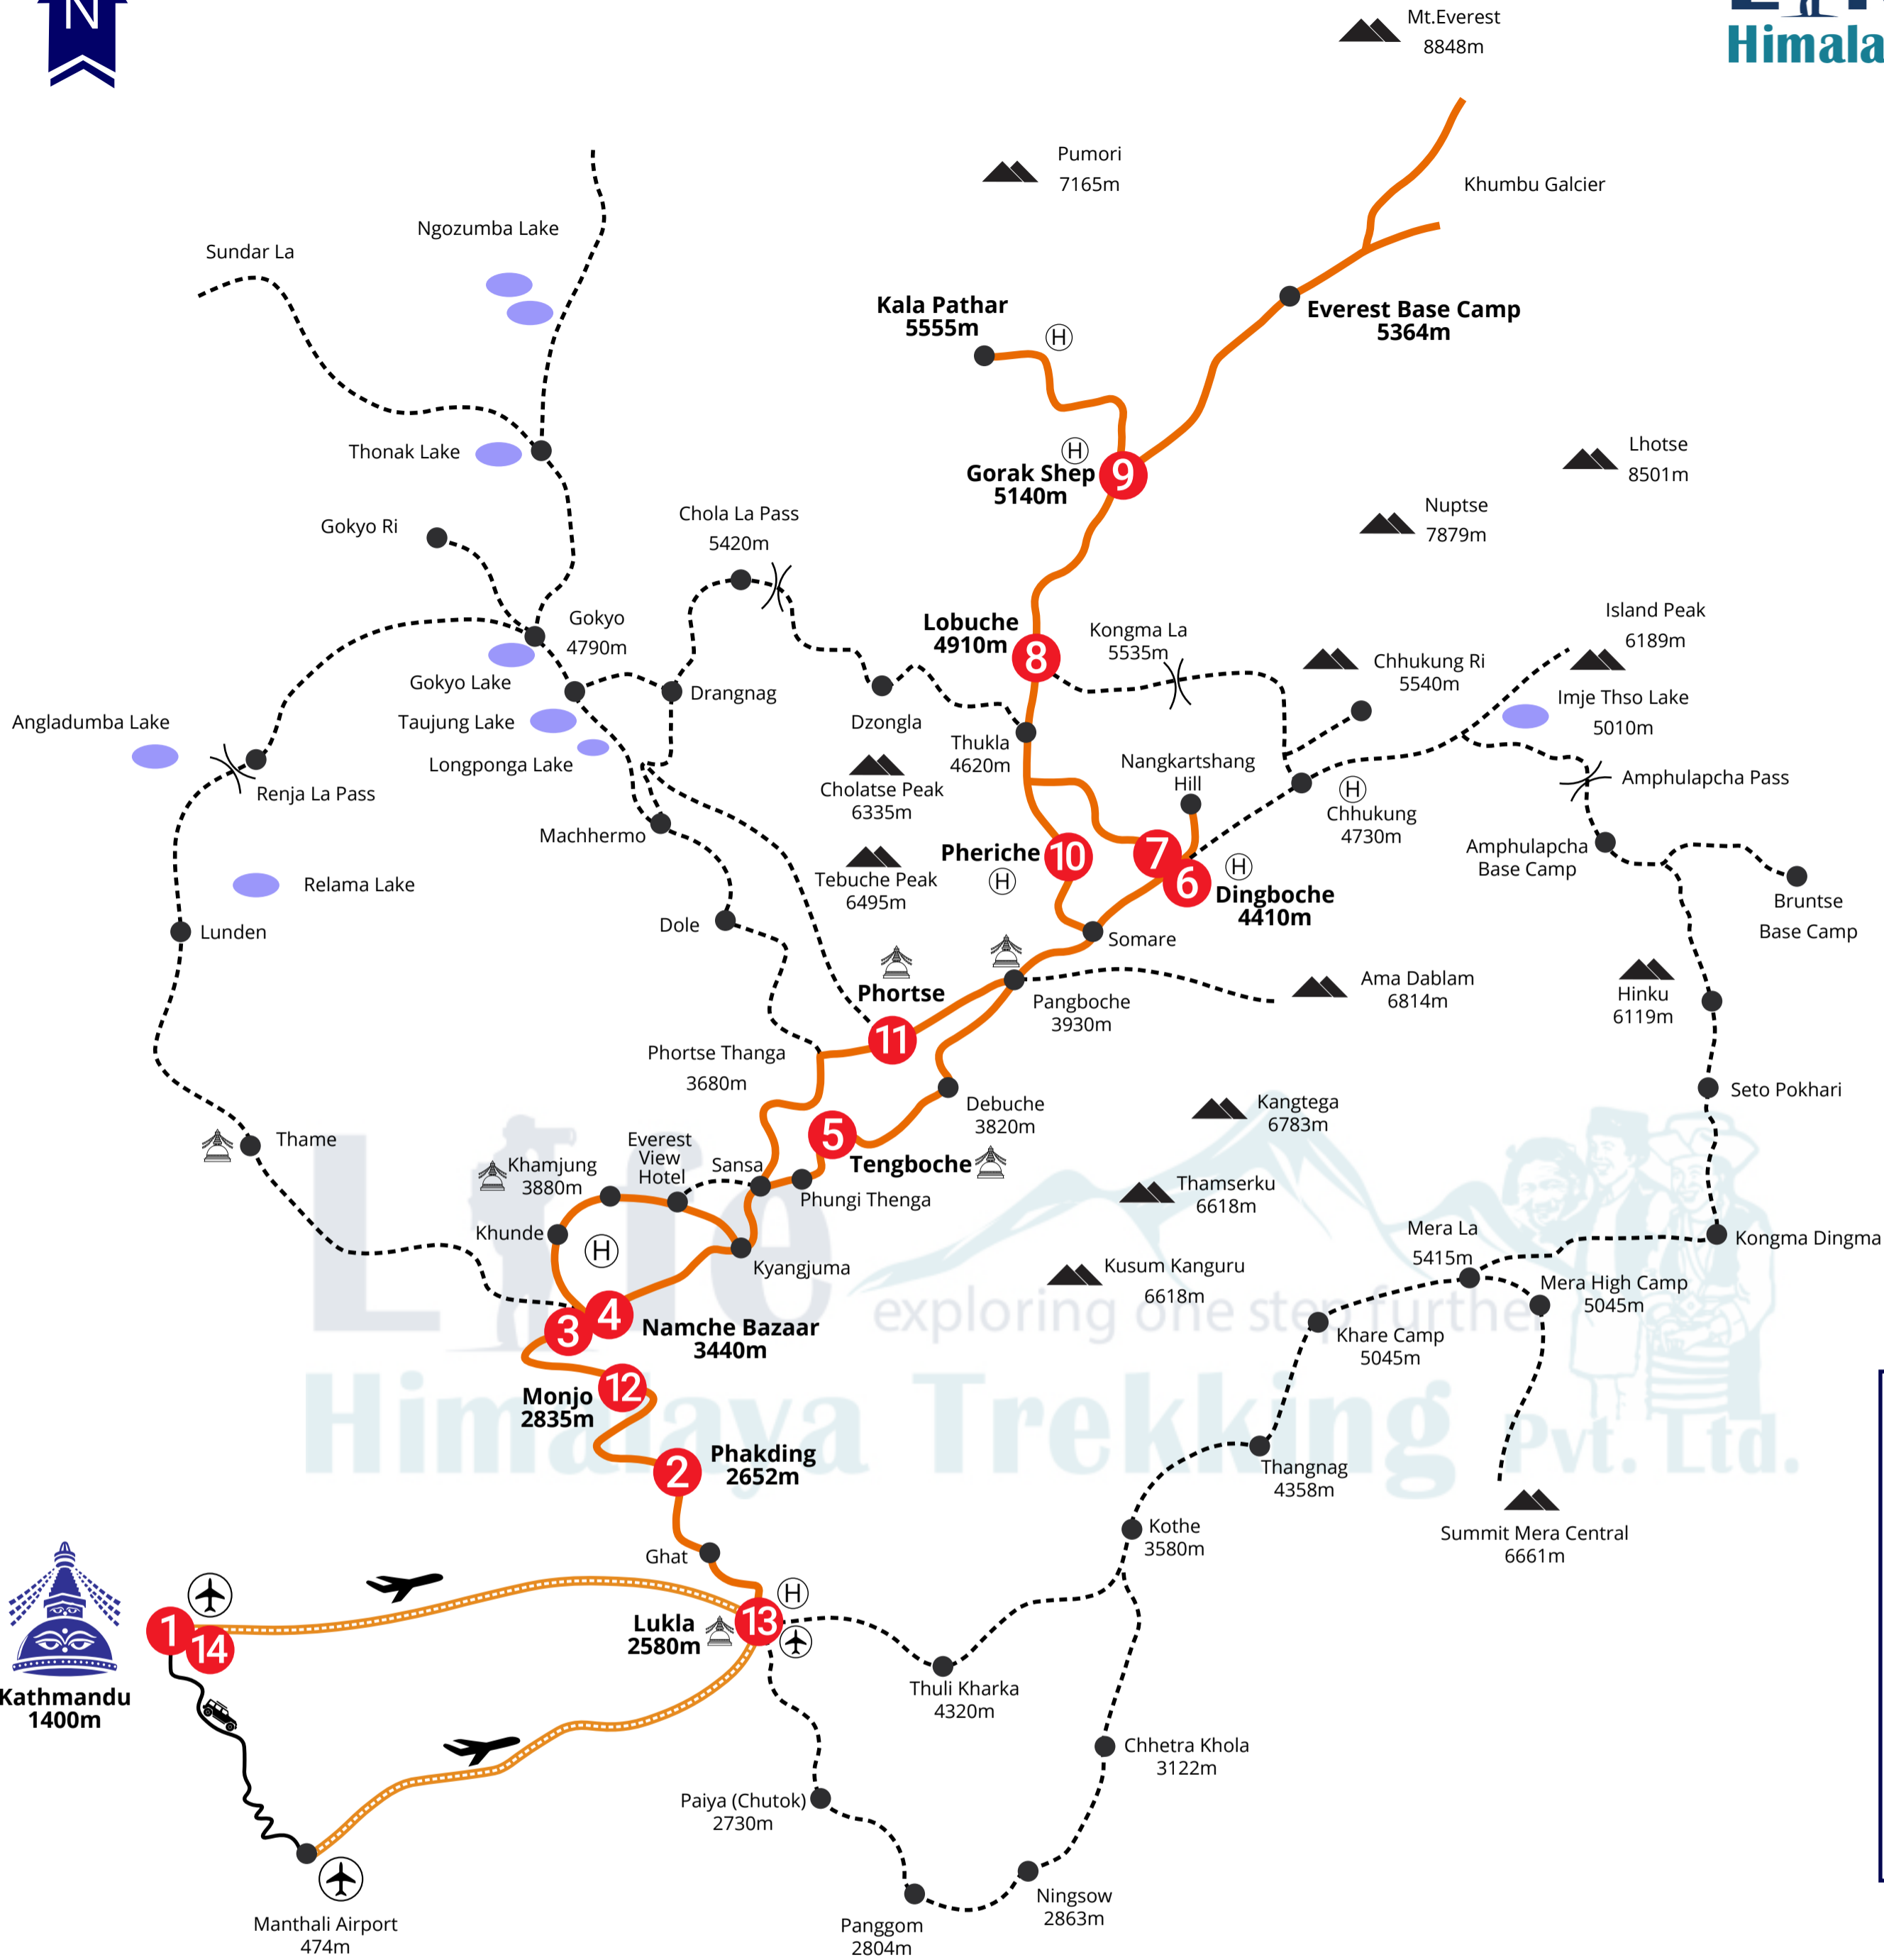 N
Himala
Mt.Everest
8848m
Pumori
7165m
Khumbu Galcier
Ngozumba Lake
Sundar La
Kala Pathar
5555m
Everest Base Camp
5364m
Thonak Lake
Lhotse
8501m
Gorak Shep
5140m
9
Nuptse
7879m
Gokyo Ri
Chola La Pass
5420m
Gokyo
4790m
Lobuche
4910m
8
Kongma La
5535m
Island Peak
6189m
Chhukung Ri
5540m
Gokyo Lake
Drangnag
Imje Thso Lake
5010m
Angladumba Lake
Taujung Lake
Dzongla
Longponga Lake
Thukla
4620m
Nangkartshang
Hill
Amphulapcha Pass
Renja La Pass
Cholatse Peak
6335m
Chhukung
4730m
Machhermo
Pheriche
10
7
6
Amphulapcha
Base Camp
Relama Lake
Tebuche Peak
6495m
Dingboche
4410m
Bruntse
Base Camp
Lunden
Dole
Somare
Phortse
11
Pangboche
3930m
Ama Dablam
6814m
Hinku
6119m
Phortse Thanga
3680m
Seto Pokhari
Debuche
3820m
Kangtega
6783m
Thame
5
Tengboche
Everest
View
Hotel
Khamjung
3880m
Sansa
Phungi Thenga
Thamserku
6618m
Khunde
Kyangjuma
Mera La
5415m
Kongma Dingma
Kusum Kanguru
6618m
Mera High Camp
5045m
Life
exploring one step further
3
4
Namche Bazaar
3440m
Khare Camp
5045m
Himalaya Trekking Pvt. Ltd.
Monjo
2835m
12
Phakding
2652m
2
Thangnag
4358m
Kothe
3580m
Summit Mera Central
6661m
Ghat
Lukla
2580m
13
1
14
Kathmandu
1400m
Thuli Kharka
4320m
Chhetra Khola
3122m
Paiya (Chutok)
2730m
Ningsow
2863m
Manthali Airport
474m
Panggom
2804m
H
H
H
H
H
H
H